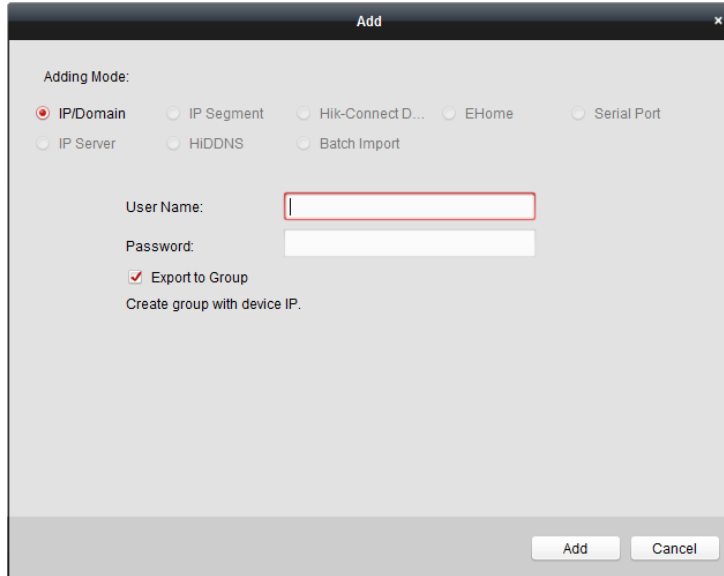 Add
Adding Mode:
IP/Domain IP Segment Hik-Connect D... EHome Serial Port
IP Server HiDDNS Batch Import
User Name:
Password:
Export to Group
Create group with device IP.
Add Cancel